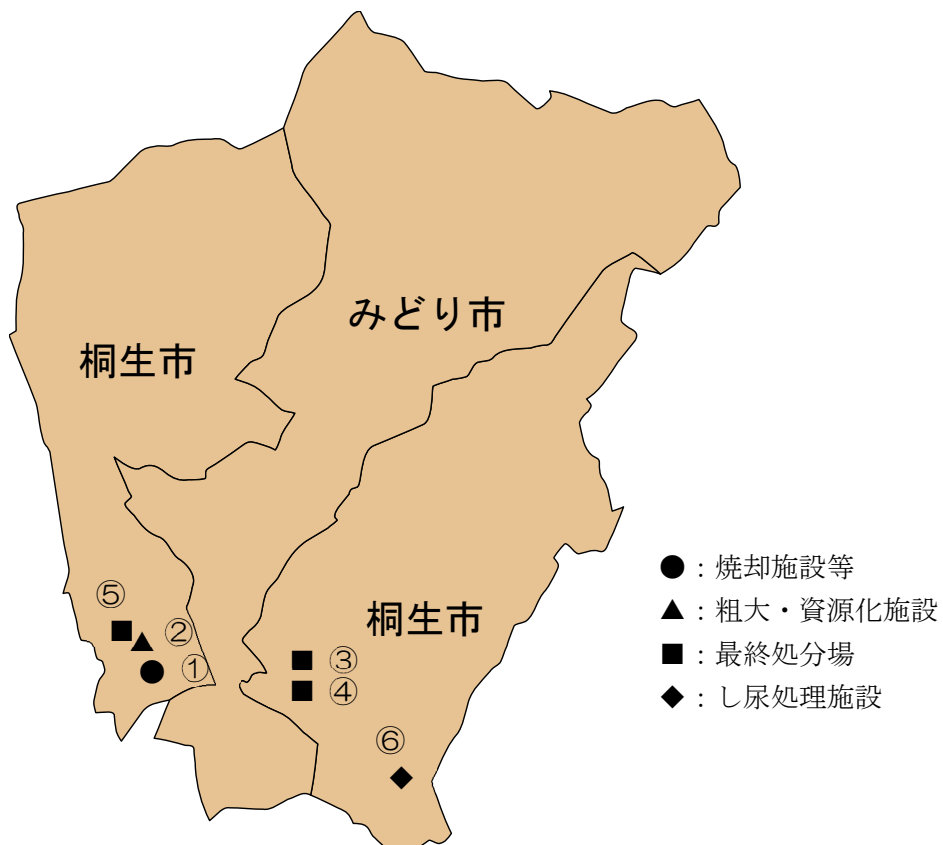 みどり市
桐生市
⑤
②
①
桐生市
③
④
⑥
●：焼却施設等
▲：粗大・資源化施設
■：最終処分場
◆：し尿処理施設